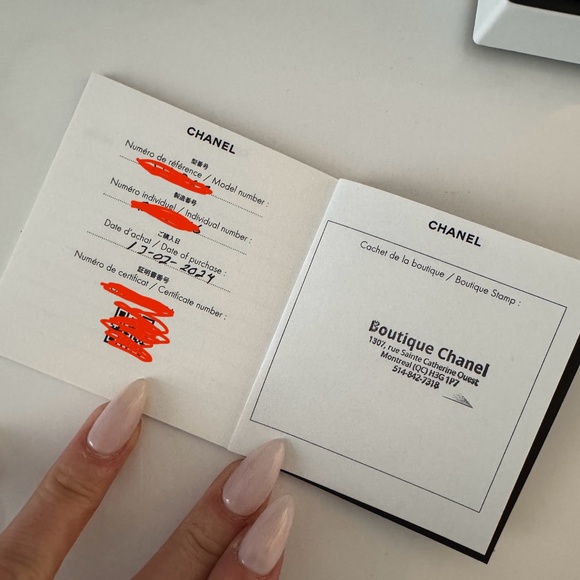 CHANEL
型番号
Numéro de référence / Model number :
製造番号
Numéro individuel / Individual number :
ご購入日
Date d'achat / Date of purchase :
13-02-2024
証明書番号
Numéro de certificat / Certificate number :
CHANEL
Cachet de la boutique / Boutique Stamp :
Boutique Chanel
1307, rue Sainte Catherine Ouest
Montreal (QC) H3G 1P7
514-842-7318